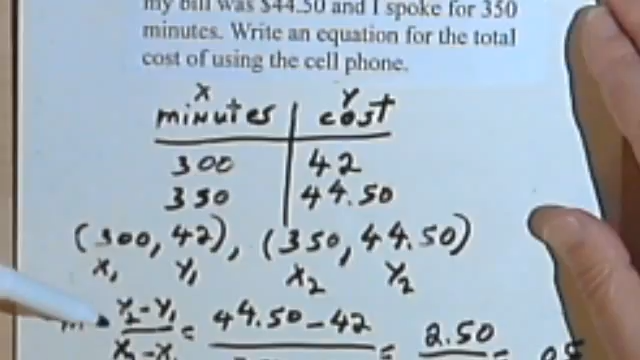 my bill was $44.50 and I spoke for 350
minutes. Write an equation for the total
cost of using the cell phone.
X Y
minutes cost
300 42
350 44.50
(300, 42), (350, 44.50)
X₁ Y₁ X₂ Y₂
Y₂-Y₁ = 44.50-42 = 2.50 =
X₂-X₁